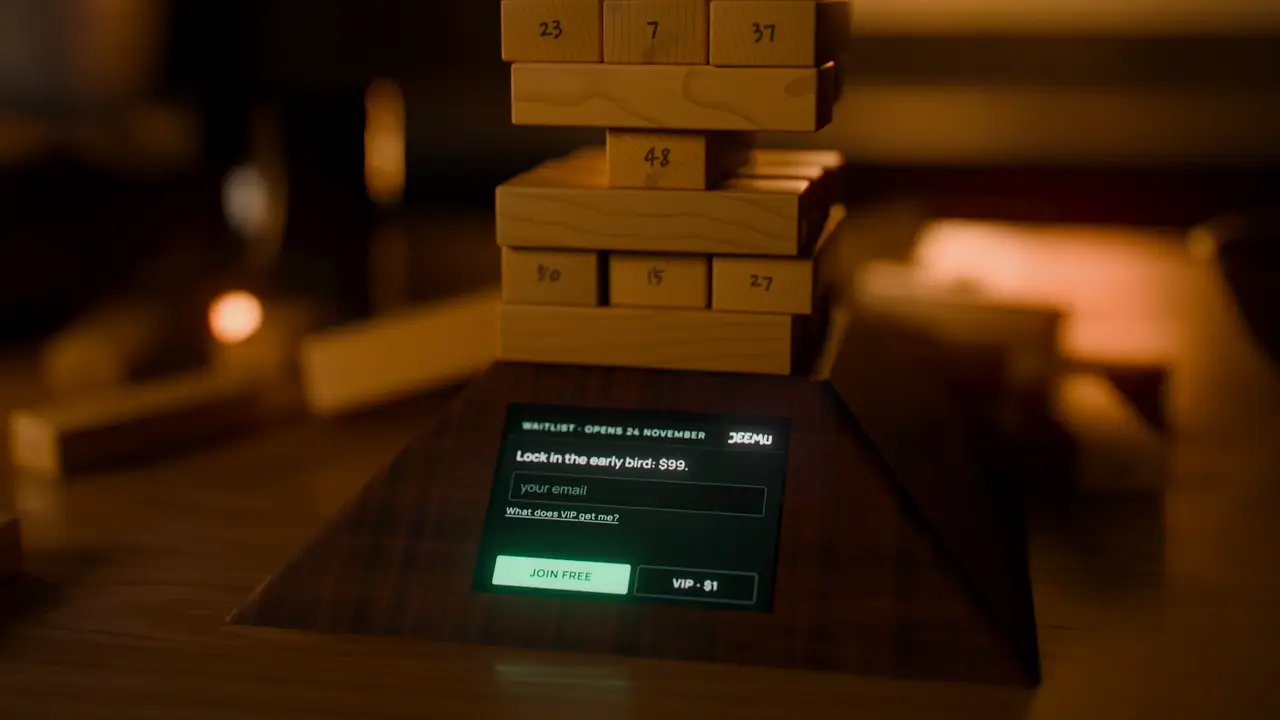 23 7 37
48
50 15 27
WAITLIST · OPENS 24 NOVEMBER JEEMU
Lock in the early bird: $99.
your email
What does VIP get me?
JOIN FREE VIP · $1